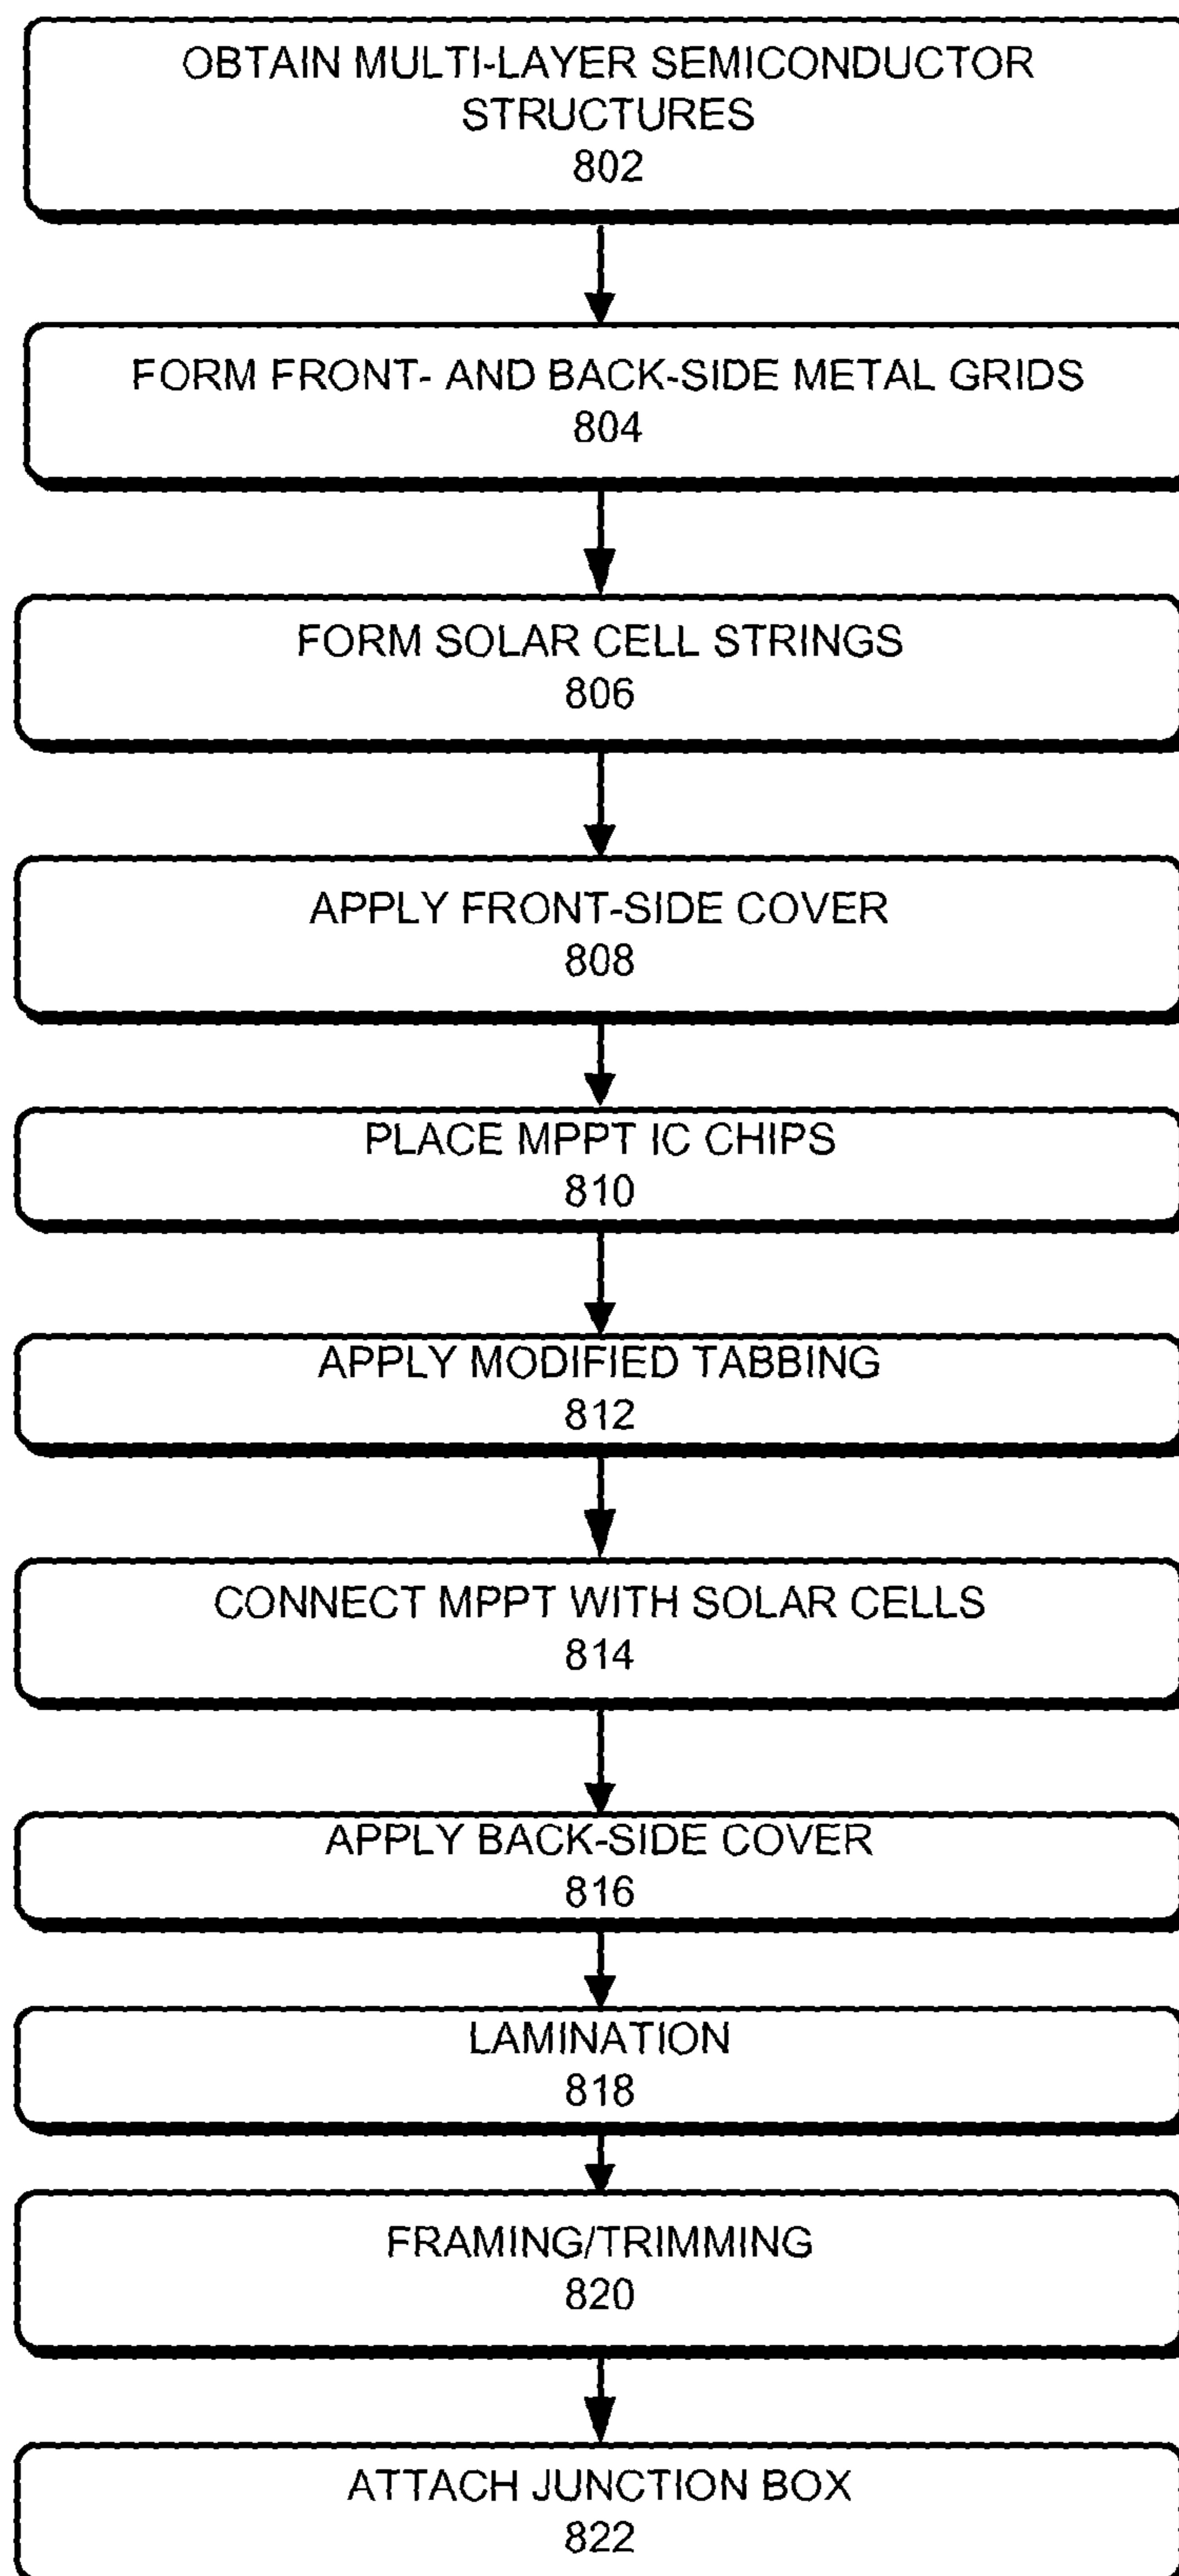 OBTAIN MULTI-LAYER SEMICONDUCTOR
STRUCTURES
802
FORM FRONT- AND BACK-SIDE METAL GRIDS
804
FORM SOLAR CELL STRINGS
806
APPLY FRONT-SIDE COVER
808
PLACE MPPT IC CHIPS
810
APPLY MODIFIED TABBING
812
CONNECT MPPT WITH SOLAR CELLS
814
APPLY BACK-SIDE COVER
816
LAMINATION
818
FRAMING/TRIMMING
820
ATTACH JUNCTION BOX
822